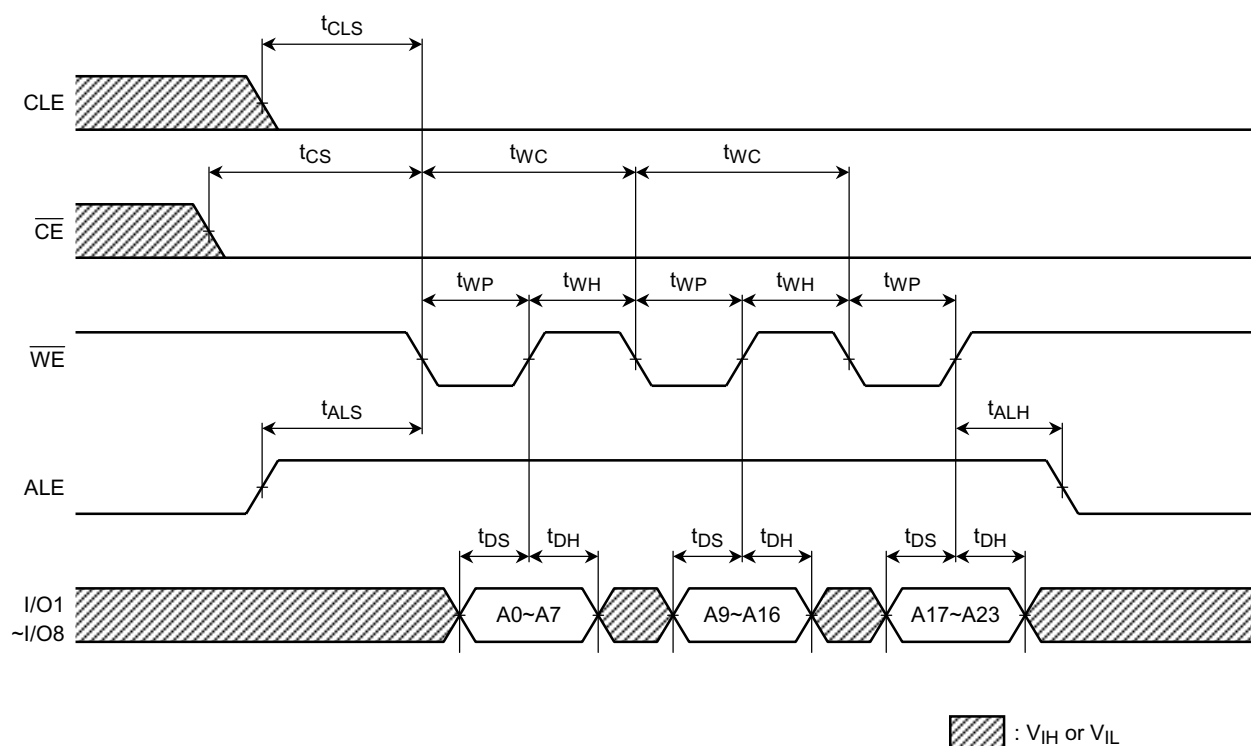 tCLS
CLE
tCS tWC tWC
CE
tWP tWH tWP tWH tWP
WE
tALS tALH
ALE
tDS tDH tDS tDH tDS tDH
I/O1
~I/O8
A0~A7 A9~A16 A17~A23
: VIH or VIL